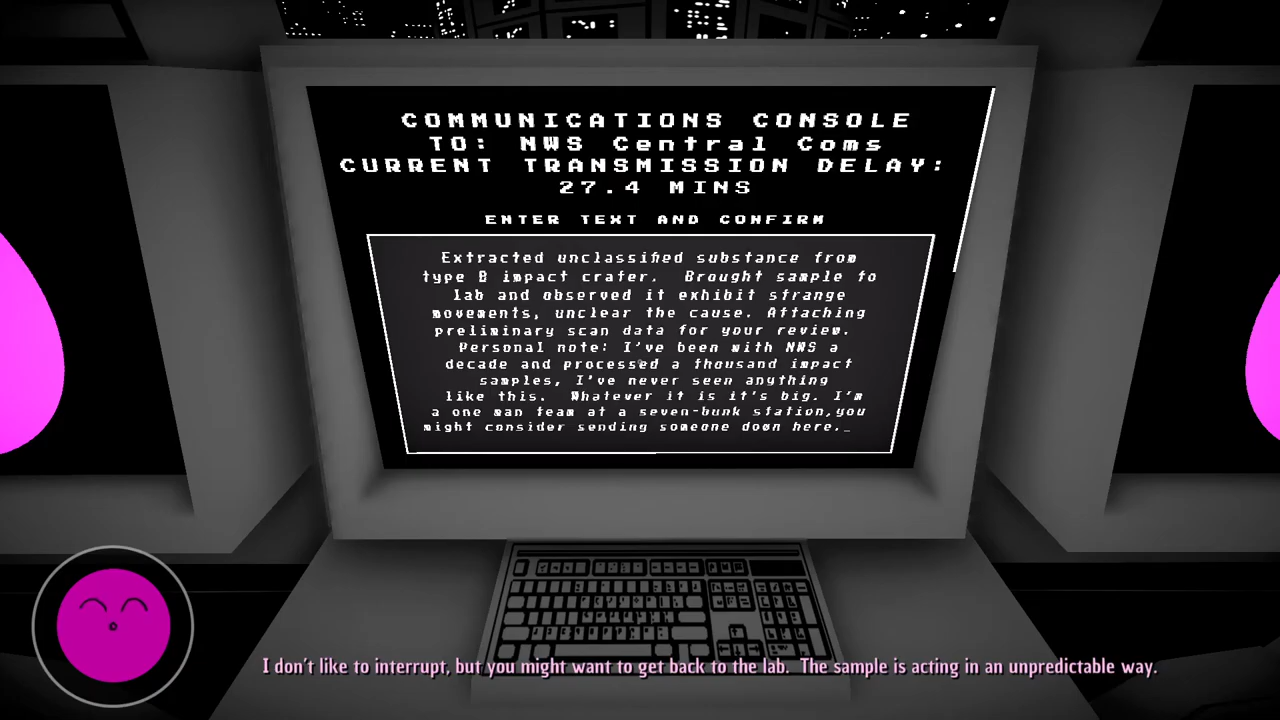 COMMUNICATIONS CONSOLE
TO: NWS Central Coms
CURRENT TRANSMISSION DELAY:
27.4 MINS
ENTER TEXT AND CONFIRM
Extracted unclassified substance from
type B impact crater.  Brought sample to
lab and observed it exhibit strange
movements, unclear the cause. Attaching
preliminary scan data for your review.
Personal note: I've been with NWS a
decade and processed a thousand impact
samples, I've never seen anything
like this.  Whatever it is it's big. I'm
a one man team at a seven-bunk station,you
might consider sending someone down here._
I don't like to interrupt, but you might want to get back to the lab.  The sample is acting in an unpredictable way.